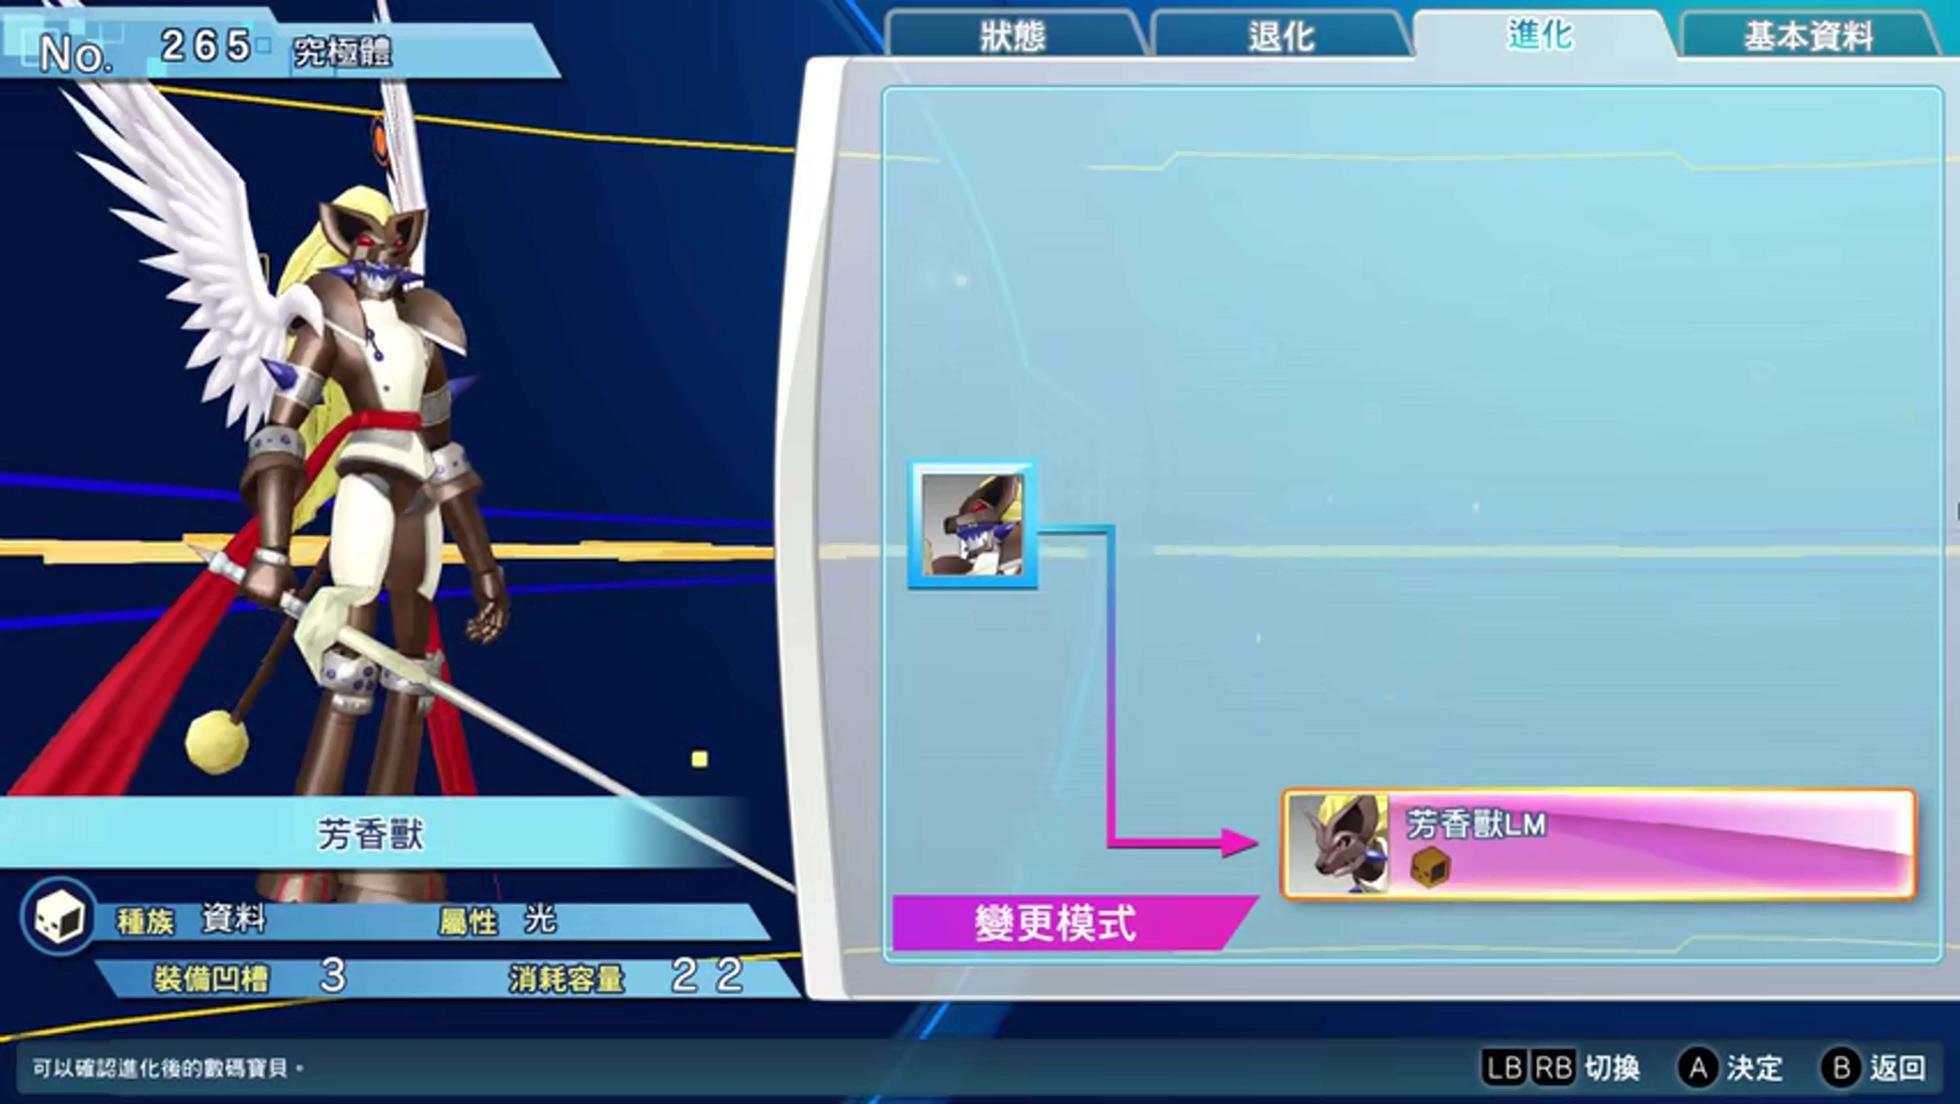 No. 265 究極體
狀態
退化
進化
基本資料
芳香獸
種族 資料
屬性 光
裝備凹槽 3
消耗容量 22
芳香獸LM
變更模式
可以確認進化後的數碼寶貝。
LB RB 切換
A 決定
B 返回